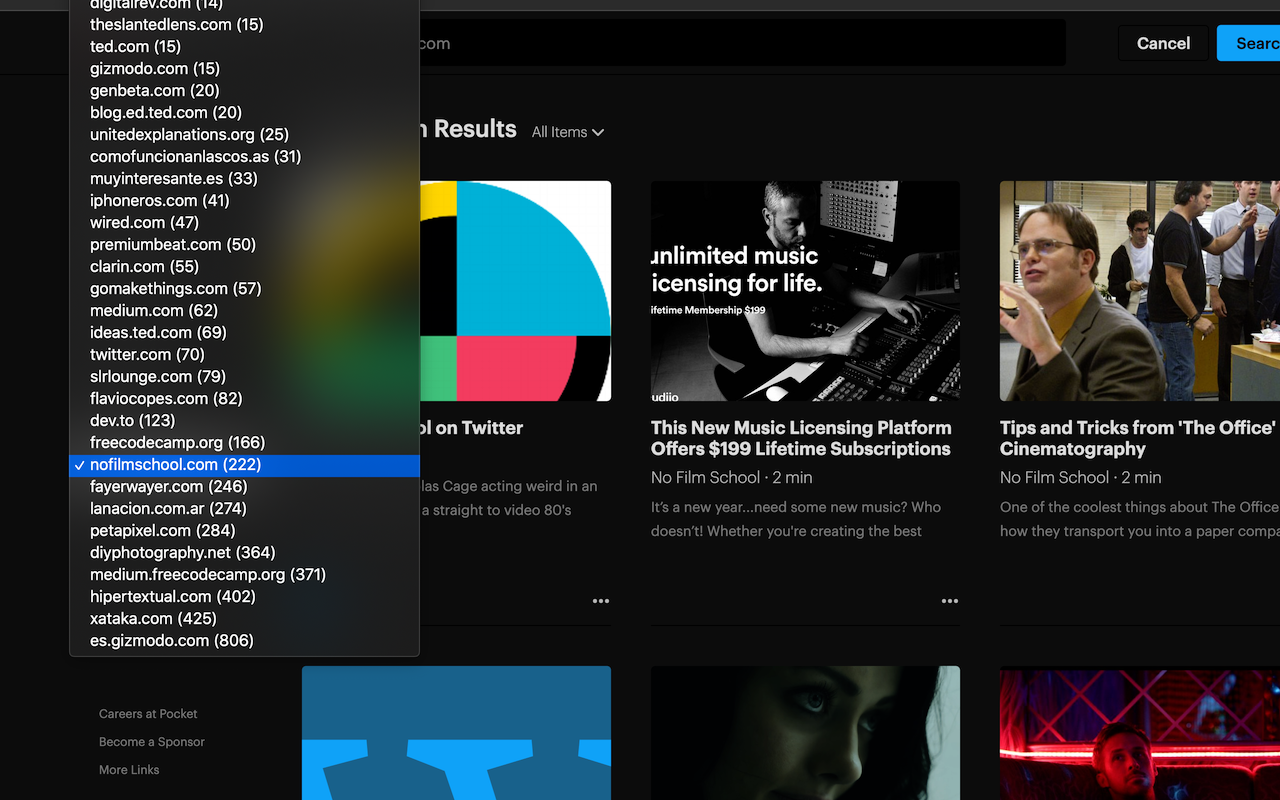 digitalrev.com (14)
theslantedlens.com (15)
ted.com (15)
gizmodo.com (15)
genbeta.com (20)
blog.ed.ted.com (20)
unitedexplanations.org (25)
comofuncionanlascos.as (31)
muyinteresante.es (33)
iphoneros.com (41)
wired.com (47)
premiumbeat.com (50)
clarin.com (55)
gomakethings.com (57)
medium.com (62)
ideas.ted.com (69)
twitter.com (70)
slrlounge.com (79)
flaviocopes.com (82)
dev.to (123)
freecodecamp.org (166)
✓ nofilmschool.com (222)
fayerwayer.com (246)
lanacion.com.ar (274)
petapixel.com (284)
diyphotography.net (364)
medium.freecodecamp.org (371)
hipertextual.com (402)
xataka.com (425)
es.gizmodo.com (806)
Careers at Pocket
Become a Sponsor
More Links
com
Cancel
Searc
Results
All Items
on Twitter
Cage acting weird in an
a straight to video 80's
unlimited music
licensing for life.
ifetime Membership $199
udiio
This New Music Licensing Platform
Offers $199 Lifetime Subscriptions
No Film School · 2 min
It's a new year...need some new music? Who
doesn't! Whether you're creating the best
Tips and Tricks from 'The Office'
Cinematography
No Film School · 2 min
One of the coolest things about The Office
how they transport you into a paper compa